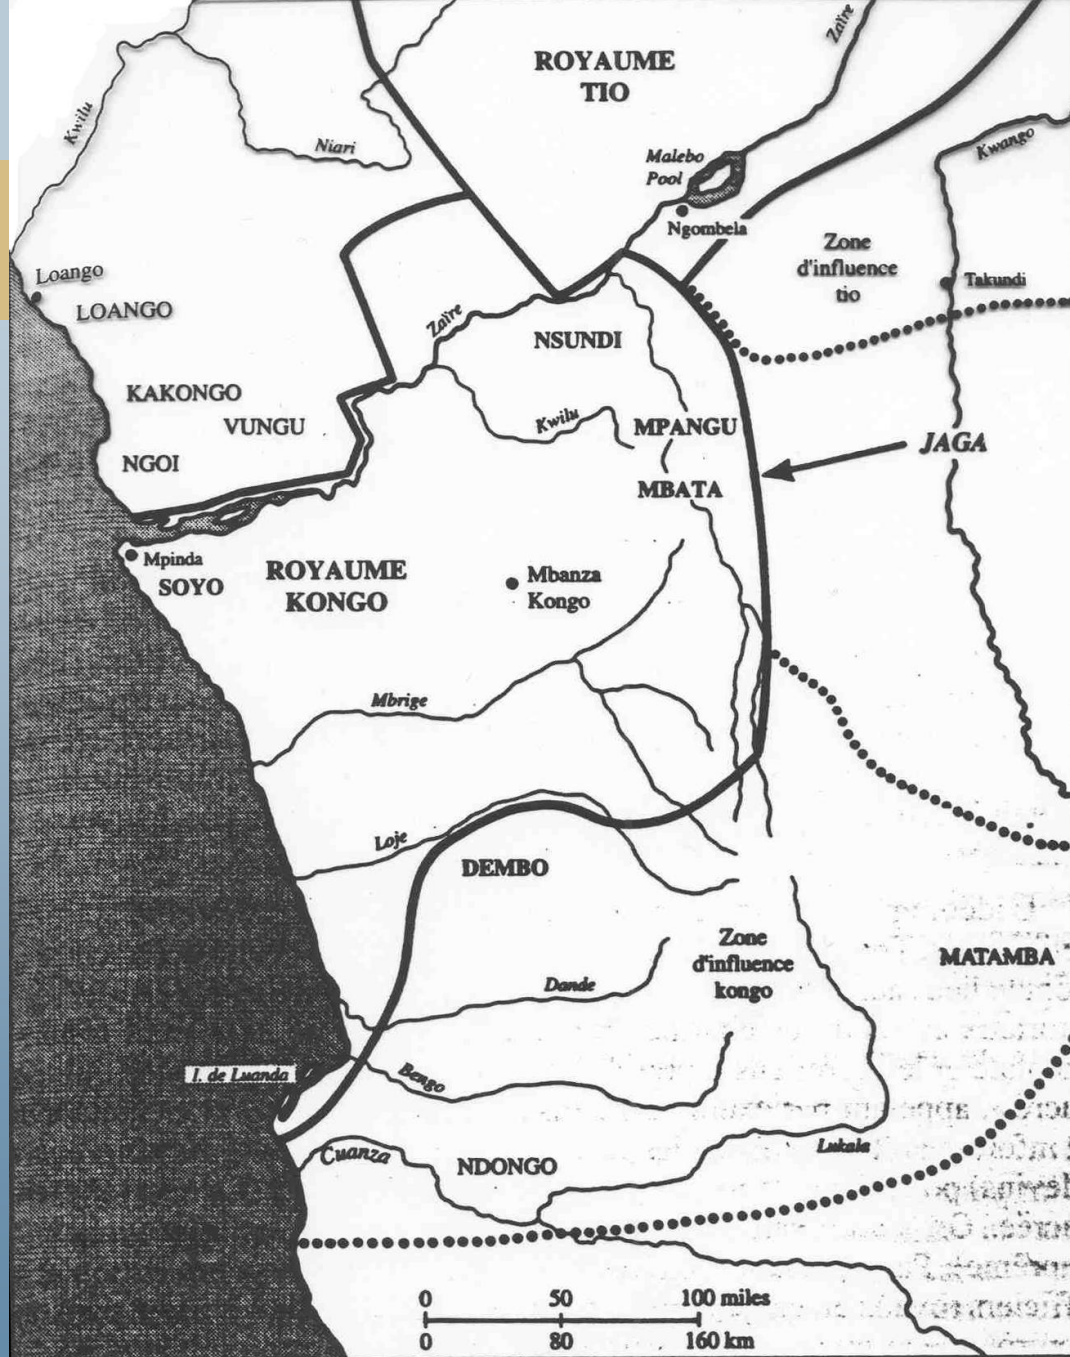 Zaïre
ROYAUME
TIO
Kwilu
Niari
Kwango
Malebo
Pool
Ngombela
Zone
d'influence
tio
Takundi
Loango
LOANGO
Zaïre
NSUNDI
KAKONGO
VUNGU
Kwilu
MPANGU
JAGA
NGOI
MBATA
Mpinda
SOYO
ROYAUME
KONGO
Mbanza
Kongo
Mbrige
Loje
DEMBO
Zone
d'influence
kongo
MATAMBA
Dande
I. de Luanda
Bengo
Lukala
Cuanza
NDONGO
0 50 100 miles
0 80 160 km